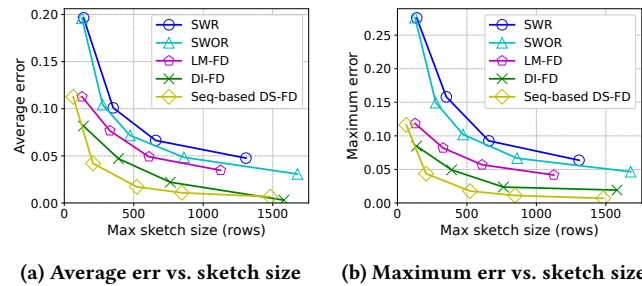 0.20
0.15
0.10
0.05
0.00
Average error
SWR
SWOR
LM-FD
DI-FD
Seq-based DS-FD
0 500 1000 1500
Max sketch size (rows)
(a) Average err vs. sketch size
0.25
0.20
0.15
0.10
0.05
0.00
Maximum error
SWR
SWOR
LM-FD
DI-FD
Seq-based DS-FD
0 500 1000 1500
Max sketch size (rows)
(b) Maximum err vs. sketch size